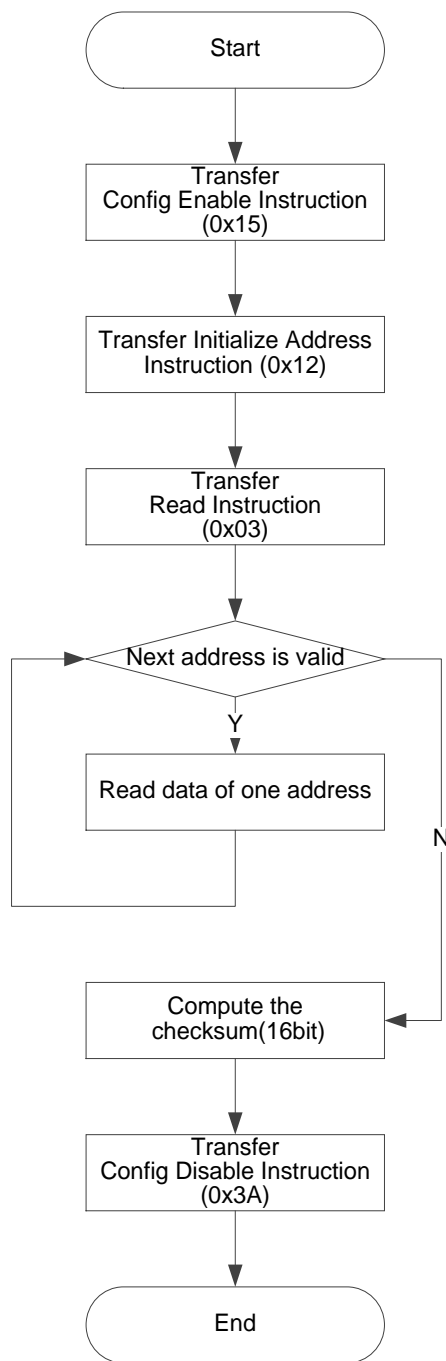 Start
Transfer
Config Enable Instruction
(0x15)
Transfer Initialize Address
Instruction (0x12)
Transfer
Read Instruction
(0x03)
Next address is valid
Y
Read data of one address
N
Compute the
checksum(16bit)
Transfer
Config Disable Instruction
(0x3A)
End